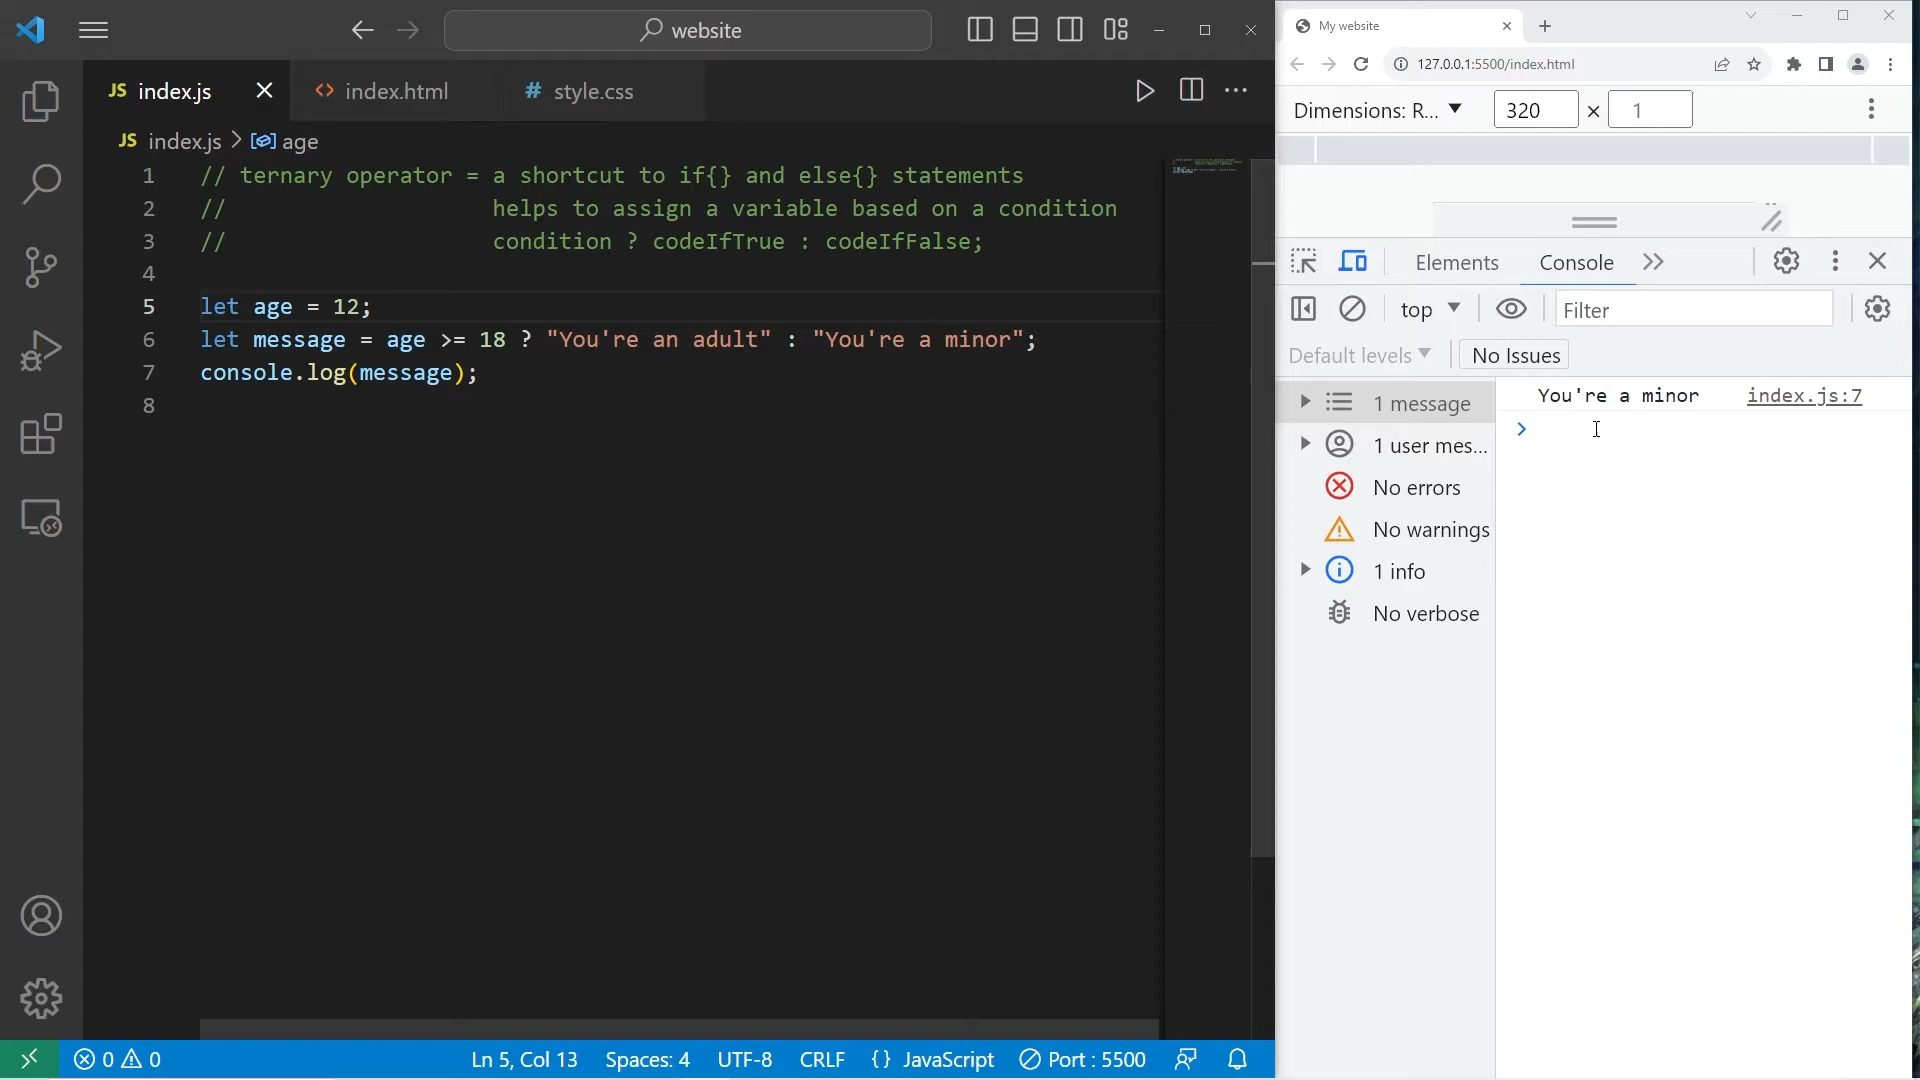 website
JS index.js
<> index.html
# style.css
JS index.js > age
1 // ternary operator = a shortcut to if{} and else{} statements
2 //                    helps to assign a variable based on a condition
3 //                    condition ? codeIfTrue : codeIfFalse;
4
5 let age = 12;
6 let message = age >= 18 ? "You're an adult" : "You're a minor";
7 console.log(message);
8
0 0
Ln 5, Col 13
Spaces: 4
UTF-8
CRLF
{} JavaScript
Port : 5500
My website
127.0.0.1:5500/index.html
Dimensions: R... 320 × 1
Elements
Console
top
Filter
Default levels
No Issues
1 message
1 user mes...
No errors
No warnings
1 info
No verbose
You're a minor index.js:7
>